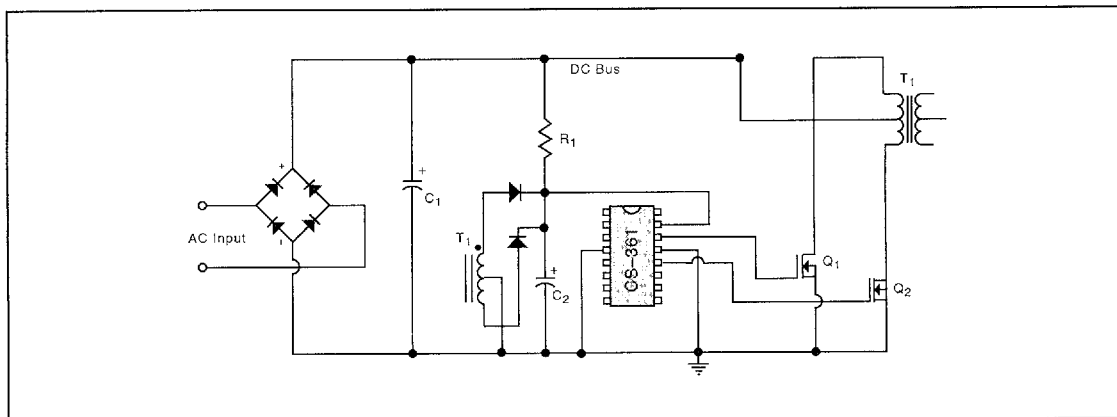 DC Bus
T1
R1
+
+
C1
AC Input
-
T1
+
C2
CS-361
Q1
Q2